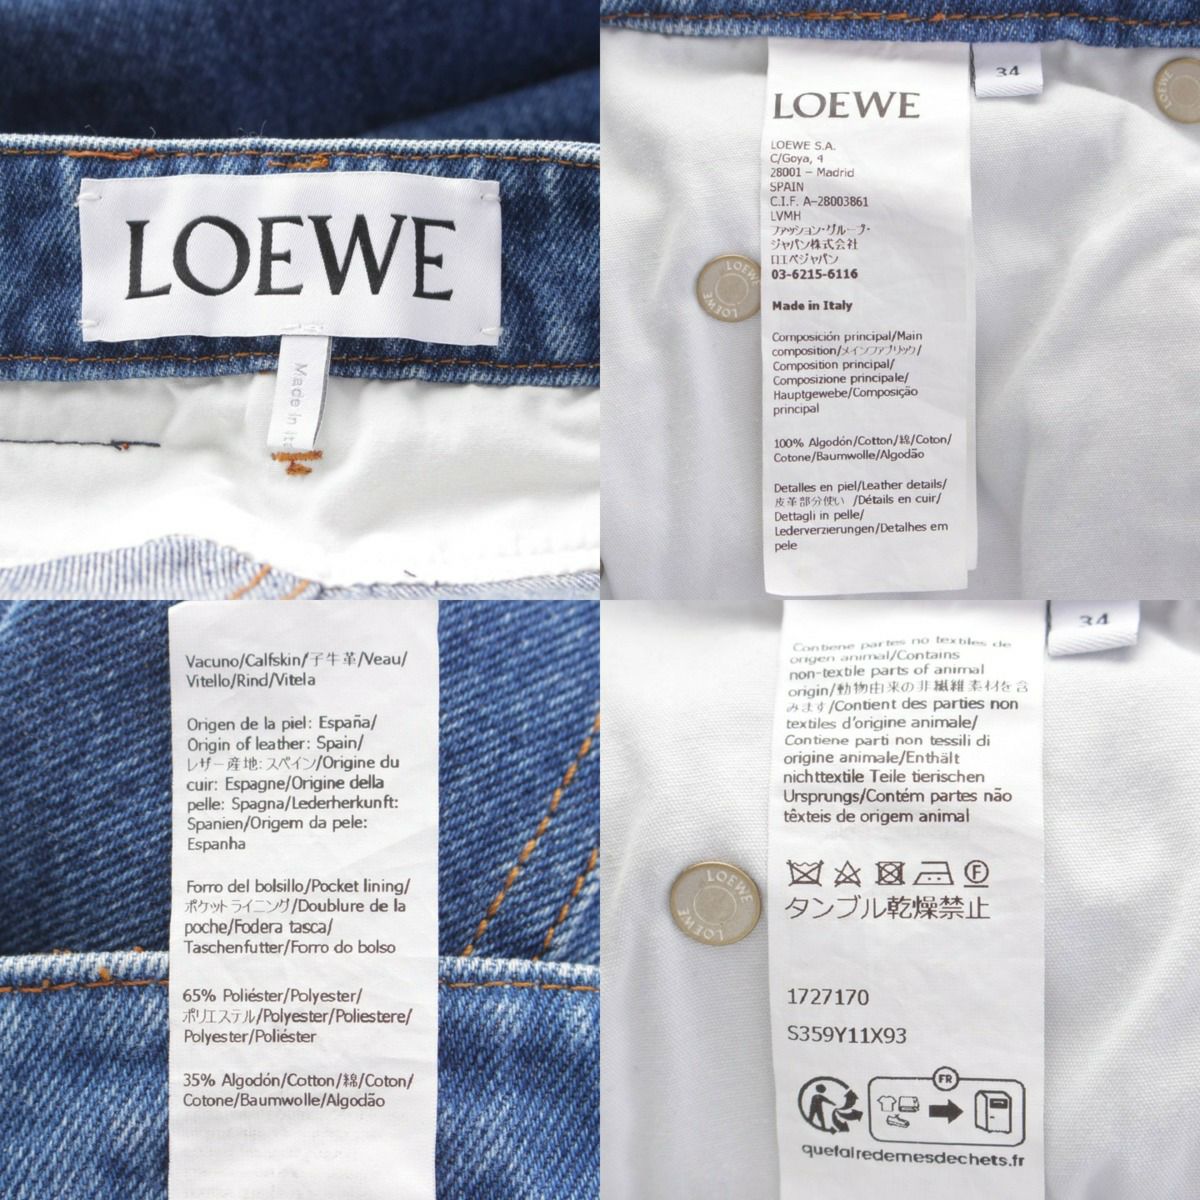 LOEWE
Made in Ita
LOEWE
34
LOEWE S.A.
C/Goya, 4
28001 – Madrid
SPAIN
C.I.F. A-28003861
LVMH
ファッション・グループ・
ジャパン株式会社
ロエベジャパン
03-6215-6116
Made in Italy
Composición principal/Main
composition/メインファブリック/
Composition principal/
Composizione principale/
Hauptgewebe/Composição
principal
100% Algodón/Cotton/綿/Coton/
Cotone/Baumwolle/Algodão
Detalles en piel/Leather details/
皮革部分使い /Détails en cuir/
Dettagli in pelle/
Lederverzierungen/Detalhes em
pele
LOEWE
LOEWE
LOEWE
Vacuno/Calfskin/子牛革/Veau/
Vitello/Rind/Vitela
Origen de la piel: España/
Origin of leather: Spain/
レザー産地: スペイン/Origine du
cuir: Espagne/Origine della
pelle: Spagna/Lederherkunft:
Spanien/Origem da pele:
Espanha
Forro del bolsillo/Pocket lining/
ポケットライニング/Doublure de la
poche/Fodera tasca/
Taschenfutter/Forro do bolso
65% Poliéster/Polyester/
ポリエステル/Polyester/Poliestere/
Polyester/Poliéster
35% Algodón/Cotton/綿/Coton/
Cotone/Baumwolle/Algodão
34
Contiene partes no textiles de
origen animal/Contains
non-textile parts of animal
origin/動物由来の非繊維素材を含
みます/Contient des parties non
textiles d'origine animale/
Contiene parti non tessili di
origine animale/Enthält
nichttextile Teile tierischen
Ursprungs/Contém partes não
têxteis de origem animal
F
タンブル乾燥禁止
1727170
S359Y11X93
FR
quefairedemesdechets.fr
LOEWE
LOEWE